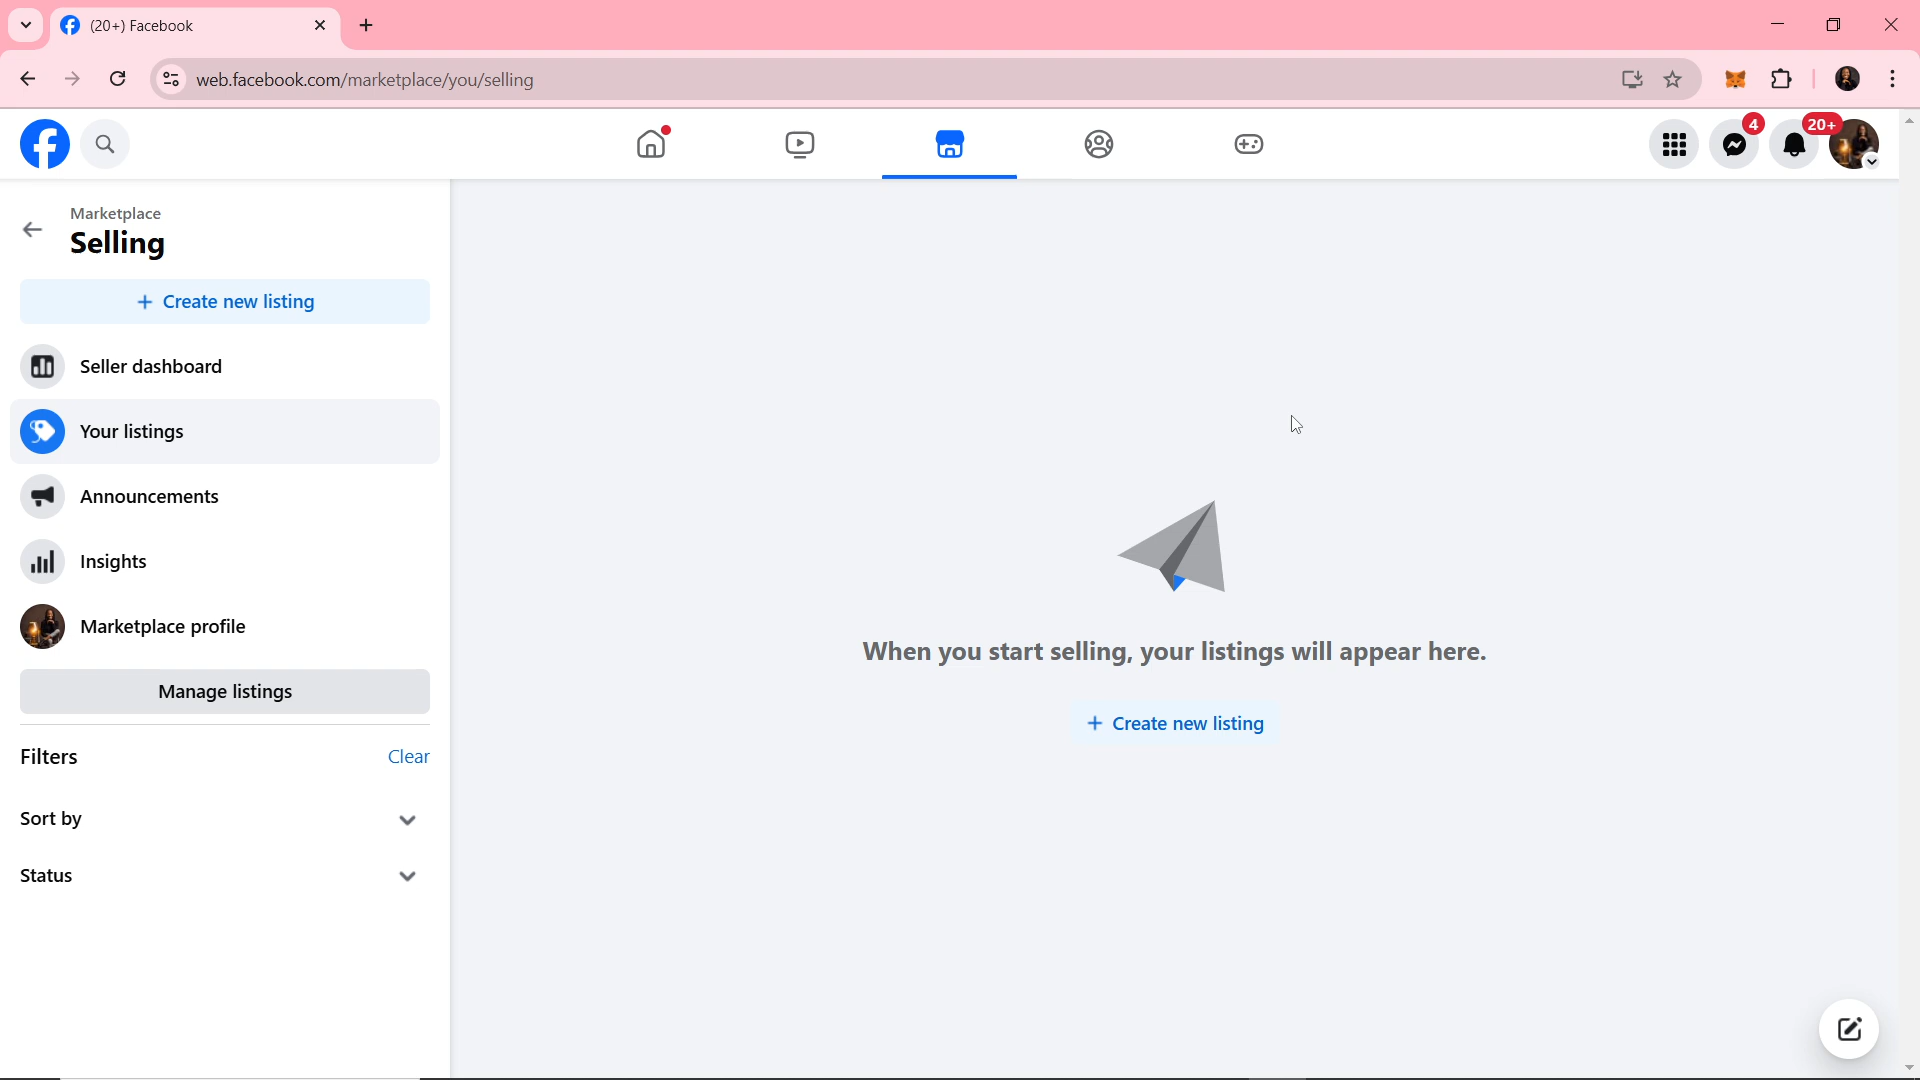 (20+) Facebook
web.facebook.com/marketplace/you/selling
4
20+
Marketplace
Selling
+ Create new listing
Seller dashboard
Your listings
Announcements
Insights
Marketplace profile
Manage listings
Filters
Clear
Sort by
Status
When you start selling, your listings will appear here.
+ Create new listing